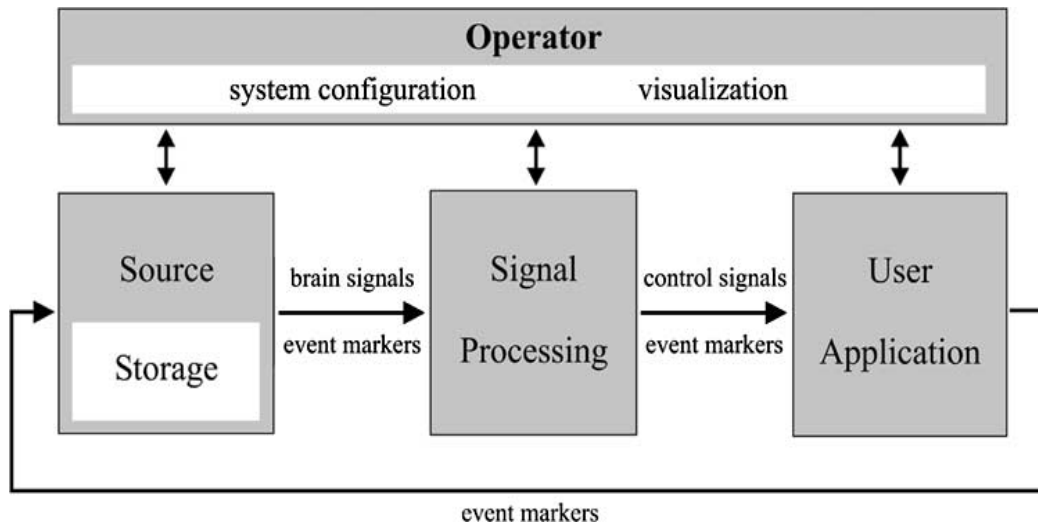 Operator
system configuration visualization
Source
Storage
brain signals
event markers
Signal
Processing
control signals
event markers
User
Application
event markers